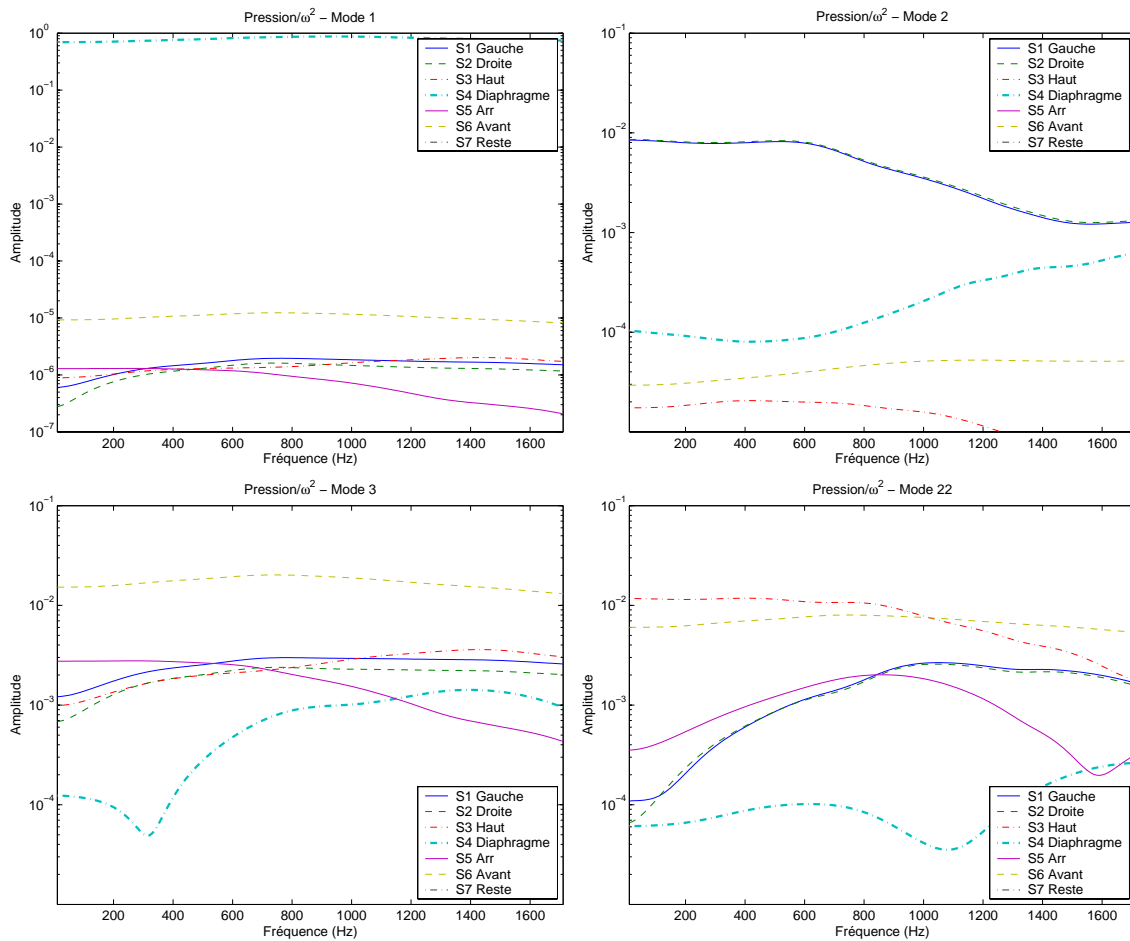 Pression/ω² − Mode 1
10⁰
10⁻¹
10⁻²
10⁻³
10⁻⁴
10⁻⁵
10⁻⁶
10⁻⁷
Amplitude
200 400 600 800 1000 1200 1400 1600
Fréquence (Hz)
S1 Gauche
S2 Droite
S3 Haut
S4 Diaphragme
S5 Arr
S6 Avant
S7 Reste
Pression/ω² − Mode 2
10⁻¹
10⁻²
10⁻³
10⁻⁴
Amplitude
200 400 600 800 1000 1200 1400 1600
Fréquence (Hz)
S1 Gauche
S2 Droite
S3 Haut
S4 Diaphragme
S5 Arr
S6 Avant
S7 Reste
Pression/ω² − Mode 3
10⁻¹
10⁻²
10⁻³
10⁻⁴
Amplitude
200 400 600 800 1000 1200 1400 1600
Fréquence (Hz)
S1 Gauche
S2 Droite
S3 Haut
S4 Diaphragme
S5 Arr
S6 Avant
S7 Reste
Pression/ω² − Mode 22
10⁻¹
10⁻²
10⁻³
10⁻⁴
Amplitude
200 400 600 800 1000 1200 1400 1600
Fréquence (Hz)
S1 Gauche
S2 Droite
S3 Haut
S4 Diaphragme
S5 Arr
S6 Avant
S7 Reste